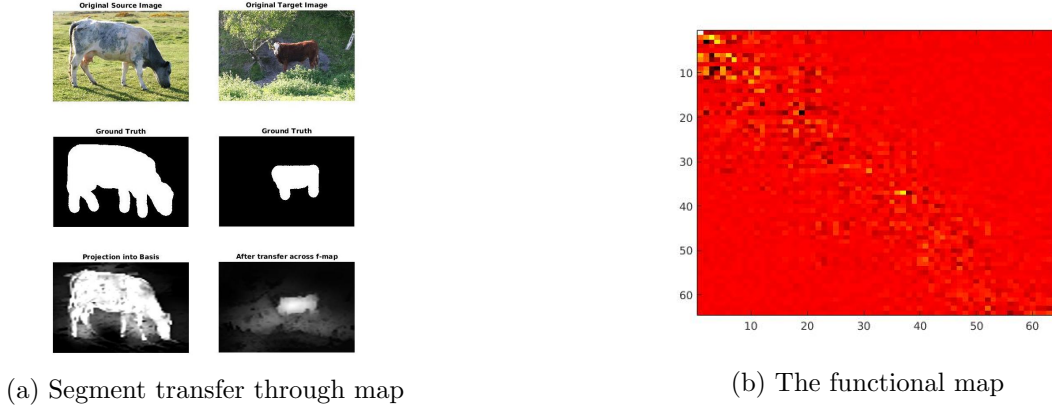 Original Source Image
Original Target Image
Ground Truth
Ground Truth
Projection into Basis
After transfer across f-map
(a) Segment transfer through map
10
20
30
40
50
60
10 20 30 40 50 60
(b) The functional map